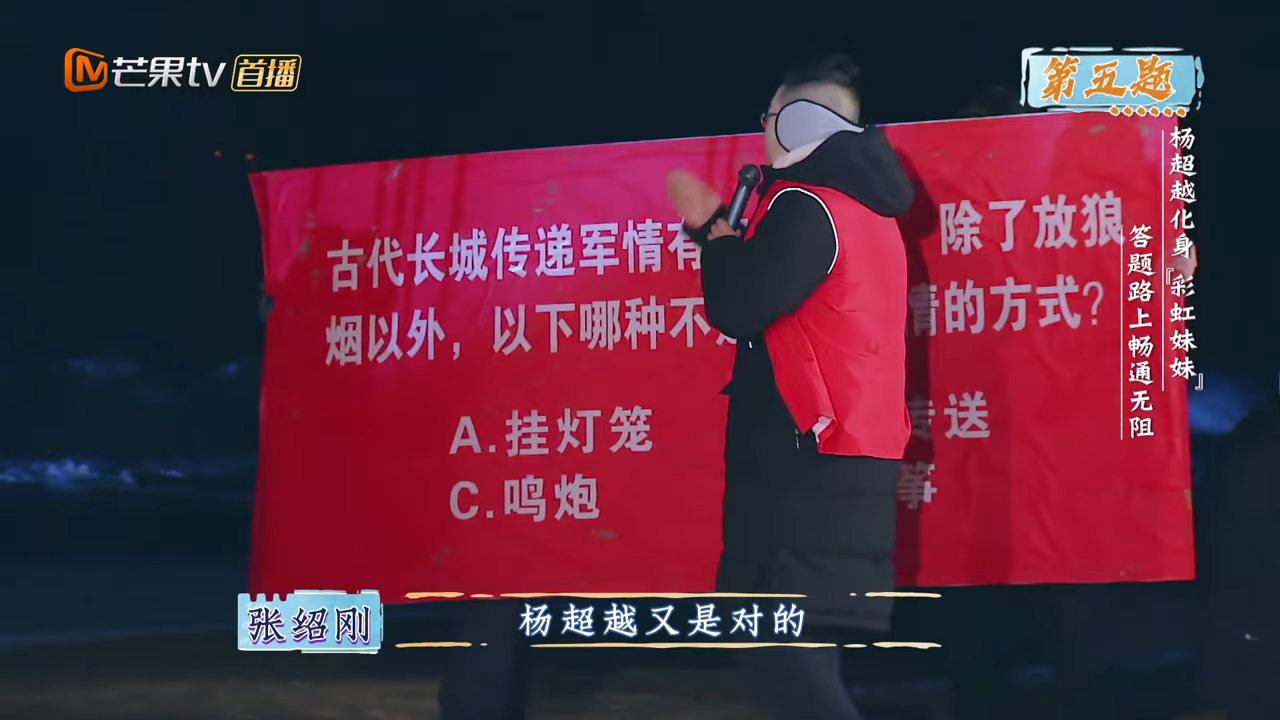 芒果tv 首播
第五题
杨超越化身『彩虹妹妹』
答题路上畅通无阻
古代长城传递军情有 除了放狼
烟以外,以下哪种不 情的方式?
A.挂灯笼 传送
C.鸣炮 筝
张绍刚
杨超越又是对的